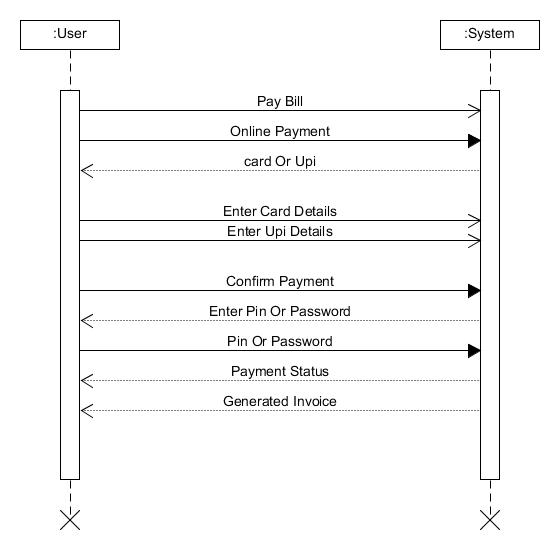 :User
:System
Pay Bill
Online Payment
card Or Upi
Enter Card Details
Enter Upi Details
Confirm Payment
Enter Pin Or Password
Pin Or Password
Payment Status
Generated Invoice